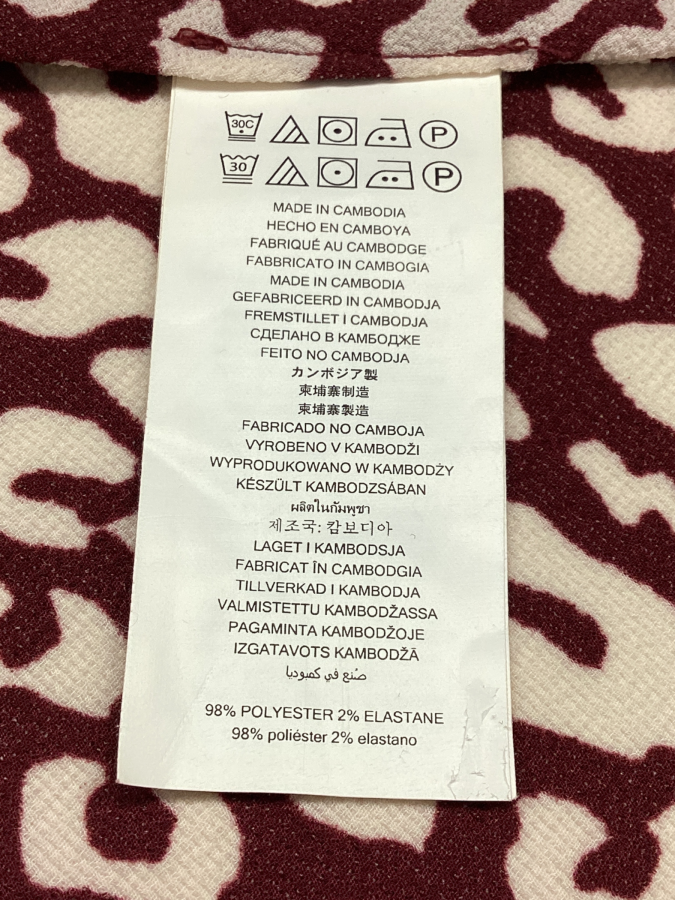 30C P
30 P
MADE IN CAMBODIA
HECHO EN CAMBOYA
FABRIQUÉ AU CAMBODGE
FABBRICATO IN CAMBOGIA
MADE IN CAMBODIA
GEFABRICEERD IN CAMBODJA
FREMSTILLET I CAMBODJA
СДЕЛАНО В КАМБОДЖЕ
FEITO NO CAMBODJA
カンボジア製
柬埔寨制造
柬埔寨製造
FABRICADO NO CAMBOJA
VYROBENO V KAMBODŽI
WYPRODUKOWANO W KAMBODŻY
KÉSZÜLT KAMBODZSÁBAN
ผลิตในกัมพูชา
제조국: 캄보디아
LAGET I KAMBODSJA
FABRICAT ÎN CAMBODGIA
TILLVERKAD I KAMBODJA
VALMISTETTU KAMBODŽASSA
PAGAMINTA KAMBODŽOJE
IZGATAVOTS KAMBODŽĀ
صُنع في كمبوديا
98% POLYESTER 2% ELASTANE
98% poliéster 2% elastano